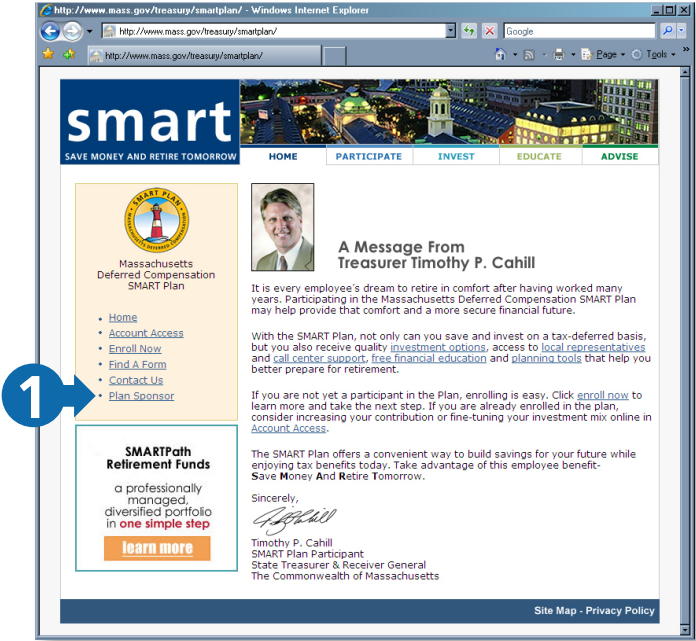 http://www.mass.gov/treasury/smartplan/ - Windows Internet Explorer
http://www.mass.gov/treasury/smartplan/
Google
http://www.mass.gov/treasury/smartplan/
Page
Tools
smart
SAVE MONEY AND RETIRE TOMORROW
HOME PARTICIPATE INVEST EDUCATE ADVISE
SMART PLAN
MASSACHUSETTS DEFERRED COMPENSATION
Massachusetts
Deferred Compensation
SMART Plan
Home
Account Access
Enroll Now
Find A Form
Contact Us
1
Plan Sponsor
SMARTPath
Retirement Funds
a professionally
managed,
diversified portfolio
in one simple step
learn more
A Message From
Treasurer Timothy P. Cahill
It is every employee´s dream to retire in comfort after having worked many
years. Participating in the Massachusetts Deferred Compensation SMART Plan
may help provide that comfort and a more secure financial future.
With the SMART Plan, not only can you save and invest on a tax-deferred basis,
but you also receive quality investment options, access to local representatives
and call center support, free financial education and planning tools that help you
better prepare for retirement.
If you are not yet a participant in the Plan, enrolling is easy. Click enroll now to
learn more and take the next step. If you are already enrolled in the plan,
consider increasing your contribution or fine-tuning your investment mix online in
Account Access.
The SMART Plan offers a convenient way to build savings for your future while
enjoying tax benefits today. Take advantage of this employee benefit-
Save Money And Retire Tomorrow.
Sincerely,
Timothy P. Cahill
SMART Plan Participant
State Treasurer & Receiver General
The Commonwealth of Massachusetts
Site Map - Privacy Policy